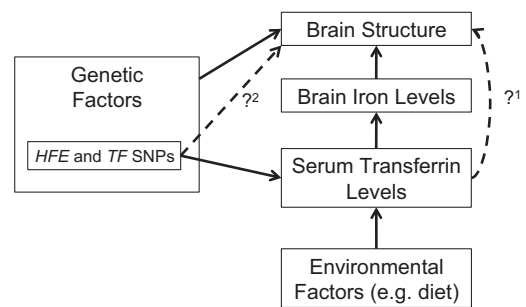 Brain Structure
Genetic
Factors
?²
?¹
Brain Iron Levels
HFE and TF SNPs
Serum Transferrin
Levels
Environmental
Factors (e.g. diet)